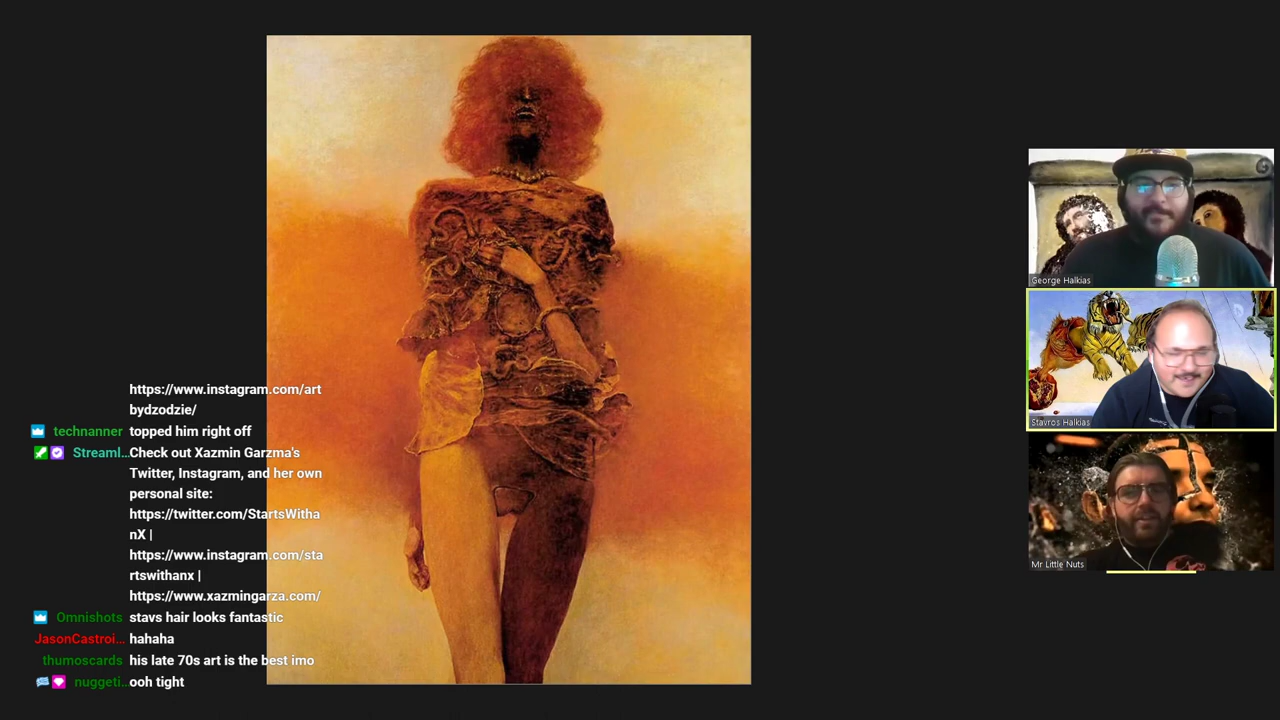 https://www.instagram.com/art
bydzodzie/
technanner topped him right off
Streaml... Check out Xazmin Garzma's
Twitter, Instagram, and her own
personal site:
https://twitter.com/StartsWitha
nX |
https://www.instagram.com/sta
rtswithanx |
https://www.xazmingarza.com/
Omnishots stavs hair looks fantastic
JasonCastroi... hahaha
thumoscards his late 70s art is the best imo
nuggeti... ooh tight
George Halkias
Stavros Halkias
Mr Little Nuts